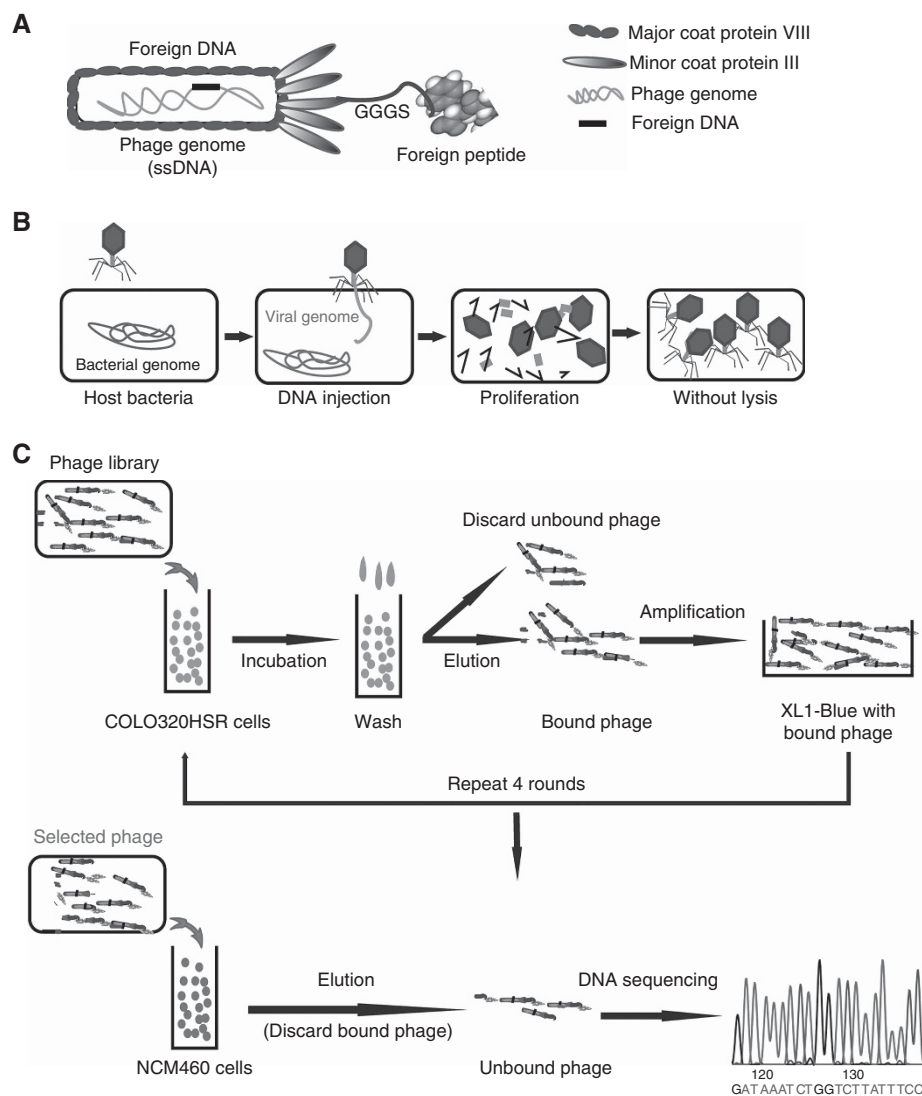 A
Foreign DNA
Phage genome
(ssDNA)
GGGS
Foreign peptide
Major coat protein VIII
Minor coat protein III
Phage genome
Foreign DNA
B
Bacterial genome
Viral genome
Host bacteria
DNA injection
Proliferation
Without lysis
C
Phage library
COLO320HSR cells
Incubation
Wash
Discard unbound phage
Elution
Bound phage
Amplification
XL1-Blue with
bound phage
Repeat 4 rounds
Selected phage
NCM460 cells
Elution
(Discard bound phage)
Unbound phage
DNA sequencing
120 130
GATAAATCTGGTCTTATTTCC